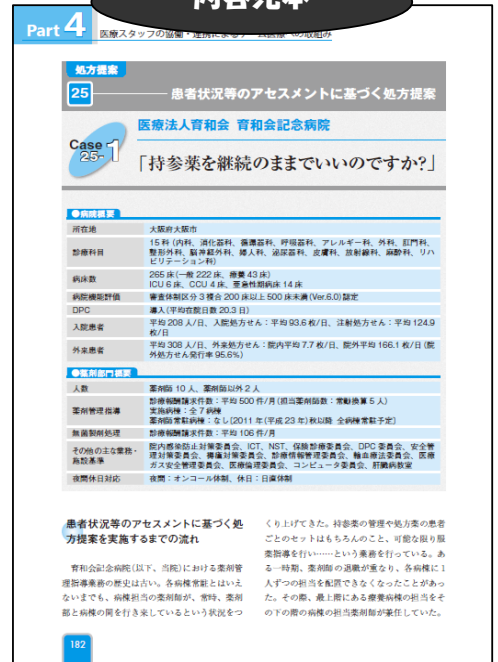 内容見本
Part 4 医療スタッフの協働・連携によるチーム医療への取組み
処方提案
25 患者状況等のアセスメントに基づく処方提案
Case 25-1
医療法人育和会 育和会記念病院
「持参薬を継続のままでいいのですか?」
●病院概要
所在地 大阪府大阪市
診療科目 15科(内科、消化器科、循環器科、呼吸器科、アレルギー科、外科、肛門科、
整形外科、脳神経外科、婦人科、泌尿器科、皮膚科、放射線科、麻酔科、リハ
ビリテーション科)
病床数 265床(一般222床、療養43床)
ICU 6床、CCU 4床、亜急性期病床14床
病院機能評価 審査体制区分3複合200床以上500床未満(Ver.6.0)認定
DPC 導入(平均在院日数20.3日)
入院患者 平均208人/日、入院処方せん:平均93.6枚/日、注射処方せん:平均124.9
枚/日
外来患者 平均308人/日、外来処方せん:院内平均7.7枚/日、院外平均166.1枚/日(院
外処方せん発行率95.6%)
●薬剤部門概要
人数 薬剤師10人、薬剤師以外2人
薬剤管理指導 診療報酬請求件数:平均500件/月(担当薬剤師数:常勤換算5人)
実施病棟:全7病棟
薬剤師常駐病棟:なし[2011年(平成23年)秋以降 全病棟常駐予定]
無菌製剤処理 診療報酬請求件数:平均106件/月
その他の主な業務・
施設基準 院内感染防止対策委員会、ICT、NST、保険診療委員会、DPC委員会、安全管
理対策委員会、褥瘡対策委員会、診療情報管理委員会、輸血療法委員会、医療
ガス安全管理委員会、医療倫理委員会、コンピュータ委員会、肝臓病教室
夜間休日対応 夜間:オンコール体制、休日:日直体制
患者状況等のアセスメントに基づく処
方提案を実施するまでの流れ
育和会記念病院(以下、当院)における薬剤管
理指導業務の歴史は古い。各病棟常駐とはいえ
ないまでも、病棟担当の薬剤師が、常時、薬剤
部と病棟の間を行き来しているという状況をつ
くり上げてきた。持参薬の管理や処方薬の患者
ごとのセットはもちろんのこと、可能な限り服
薬指導を行い……という業務を行っている。あ
る一時期、薬剤師の退職が重なり、各病棟に1
人ずつの担当を配置できなくなったことがあっ
た。その際、最上階にある療養病棟の担当をそ
の下の階の病棟の担当薬剤師が兼任していた。
182